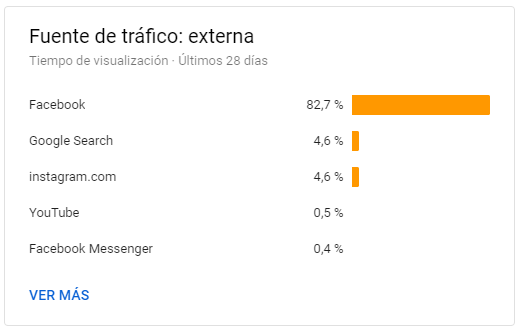 Fuente de tráfico: externa
Tiempo de visualización · Últimos 28 días
Facebook 82,7 %
Google Search 4,6 %
instagram.com 4,6 %
YouTube 0,5 %
Facebook Messenger 0,4 %
VER MÁS